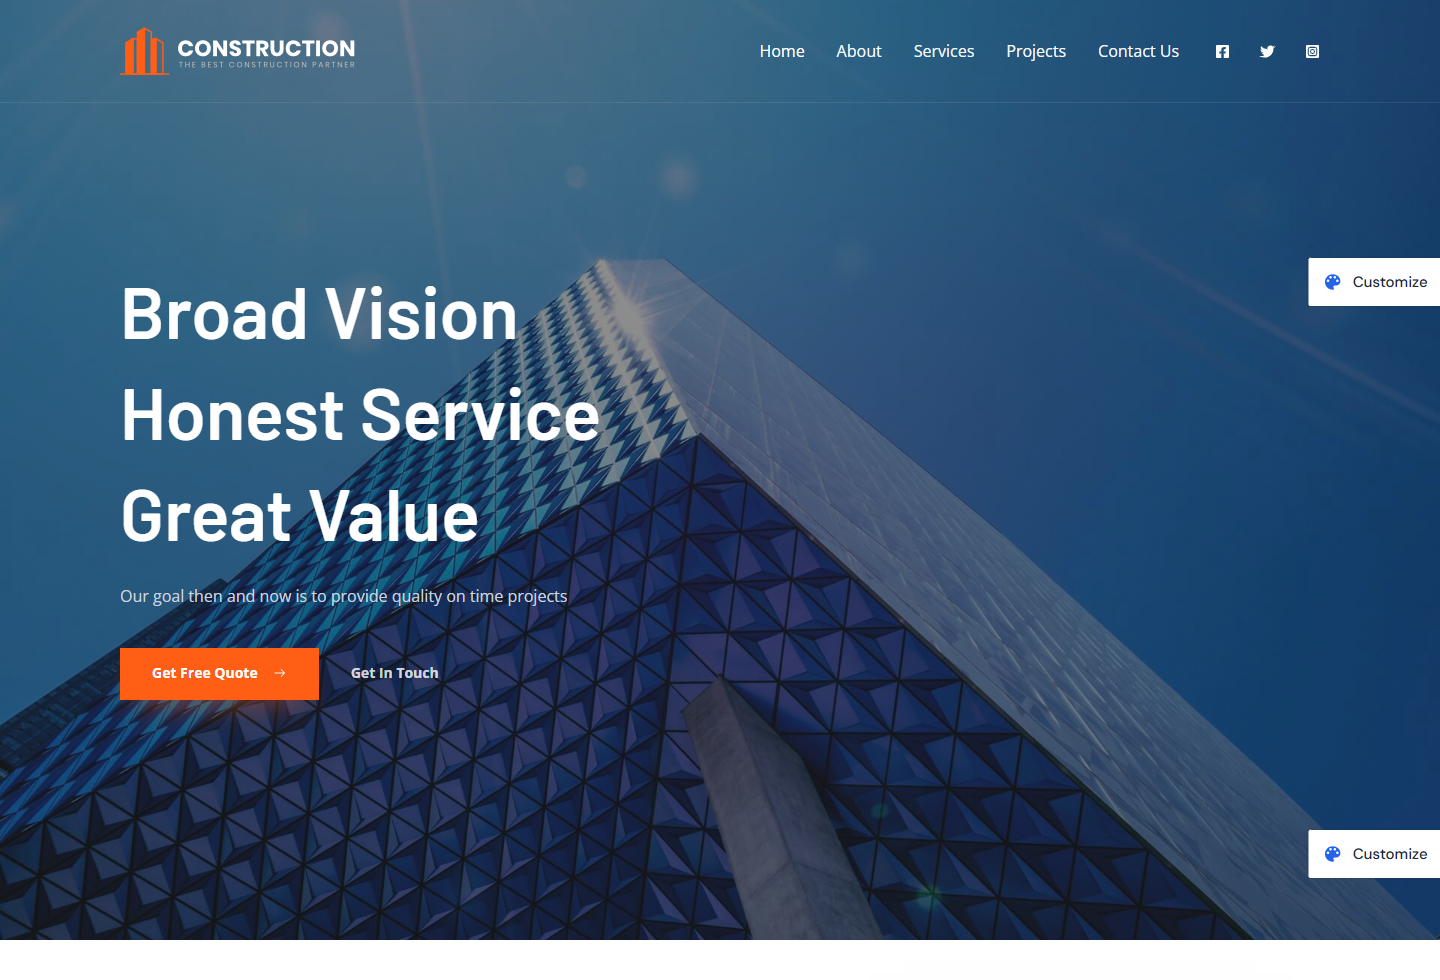 CONSTRUCTION
THE BEST CONSTRUCTION PARTNER
Home About Services Projects Contact Us
Customize
Broad Vision
Honest Service
Great Value
Our goal then and now is to provide quality on time projects
Get Free Quote Get In Touch
Customize